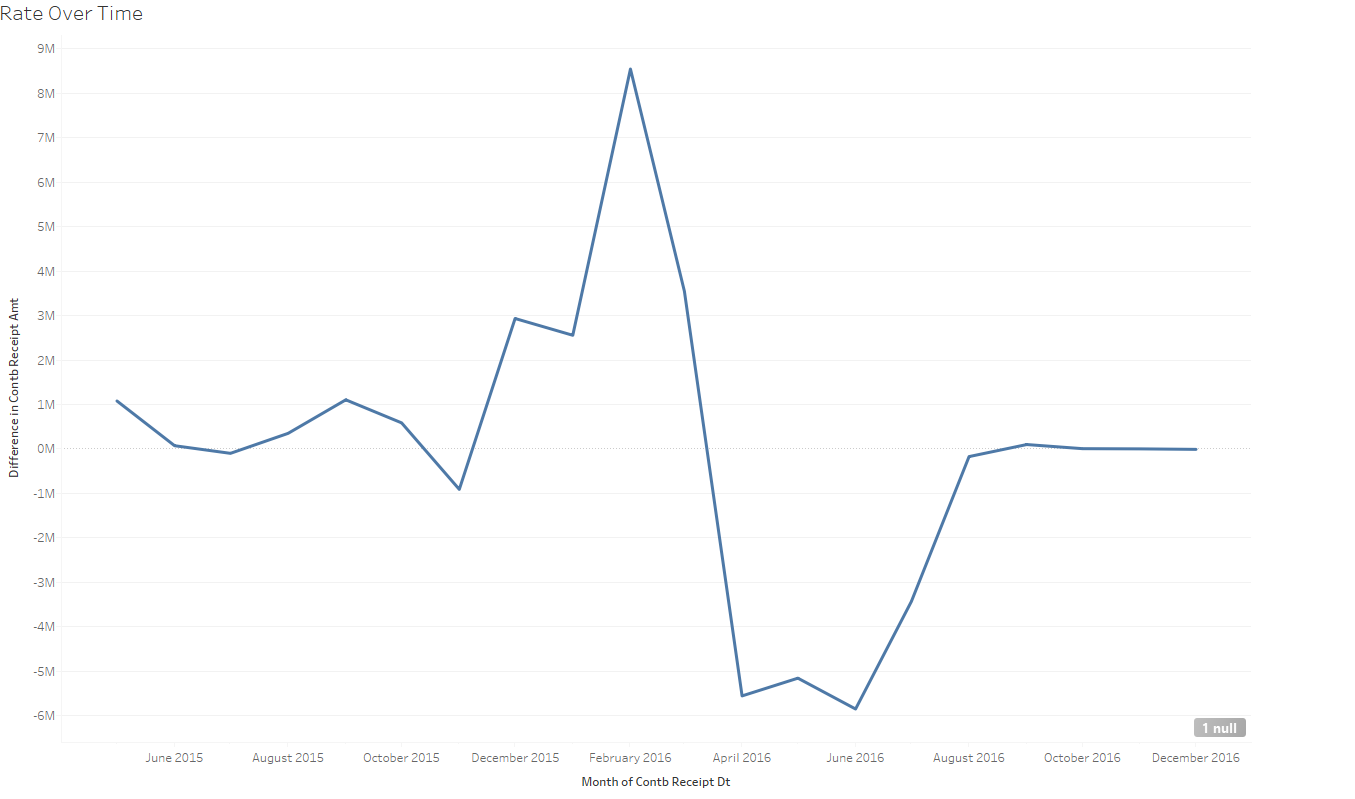 Rate Over Time
9M
8M
7M
6M
5M
4M
3M
2M
1M
0M
-1M
-2M
-3M
-4M
-5M
-6M
Difference in Contb Receipt Amt
1 null
June 2015 August 2015 October 2015 December 2015 February 2016 April 2016 June 2016 August 2016 October 2016 December 2016
Month of Contb Receipt Dt